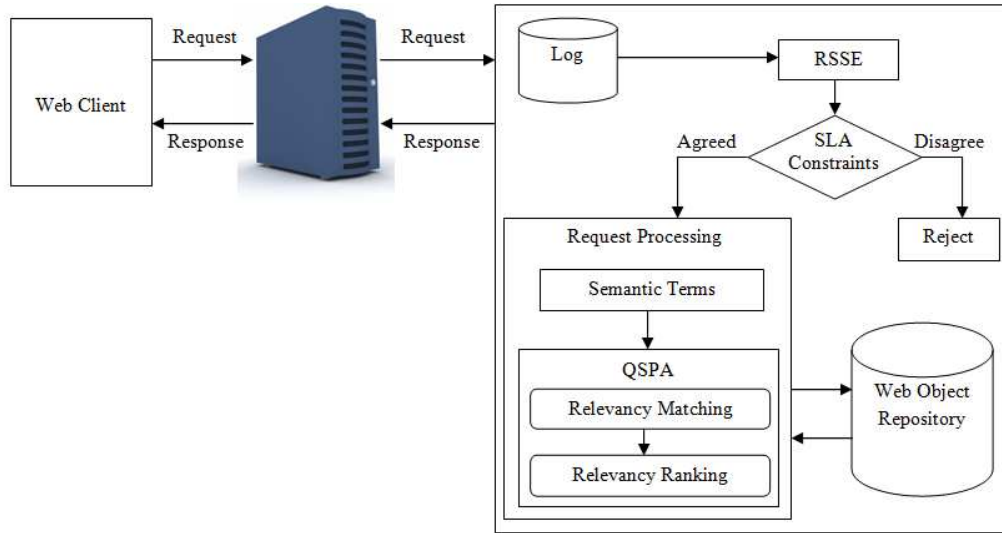 Web Client
Request
Response
Request
Response
Log
RSSE
SLA
Constraints
Agreed
Disagree
Reject
Request Processing
Semantic Terms
QSPA
Relevancy Matching
Relevancy Ranking
Web Object
Repository